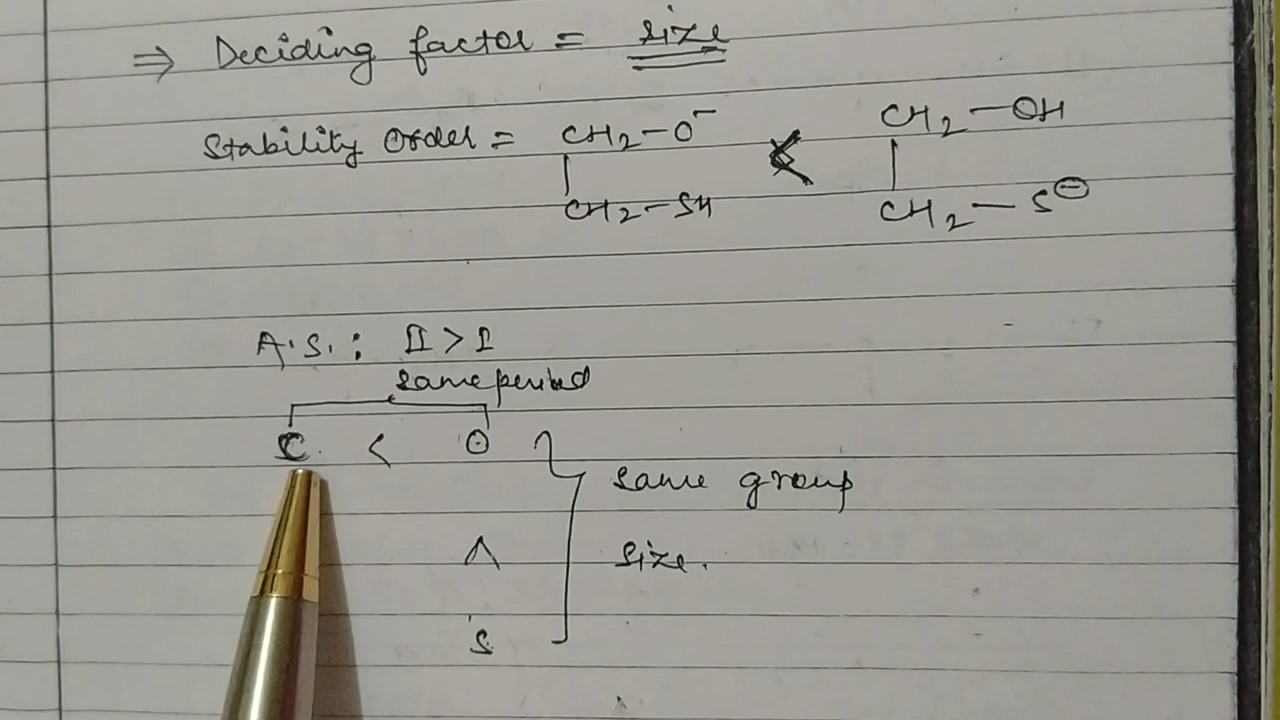 ⇒ Deciding factor = size
Stability Order = CH2-O⁻ < CH2-OH
CH2-SH CH2-S⊖
A.S.: II > I
same period
C < O
same group
^ size.
S